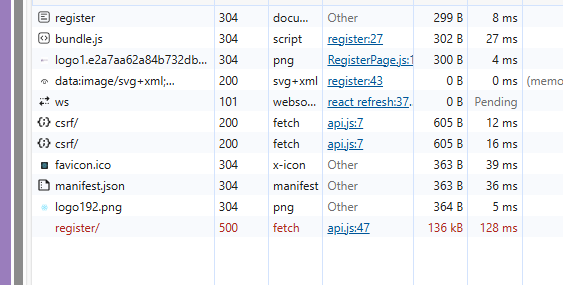 register 304 docu... Other 299 B 8 ms
bundle.js 304 script register:27 302 B 27 ms
logo1.e2a7aa62a84b732db... 304 png RegisterPage.js:1 300 B 4 ms
data:image/svg+xml;... 200 svg+xml register:43 0 B 0 ms (memo
ws 101 webso... react refresh:37... 0 B Pending
csrf/ 200 fetch api.js:7 605 B 12 ms
csrf/ 200 fetch api.js:7 605 B 16 ms
favicon.ico 304 x-icon Other 363 B 39 ms
manifest.json 304 manifest Other 363 B 36 ms
logo192.png 304 png Other 364 B 5 ms
register/ 500 fetch api.js:47 136 kB 128 ms